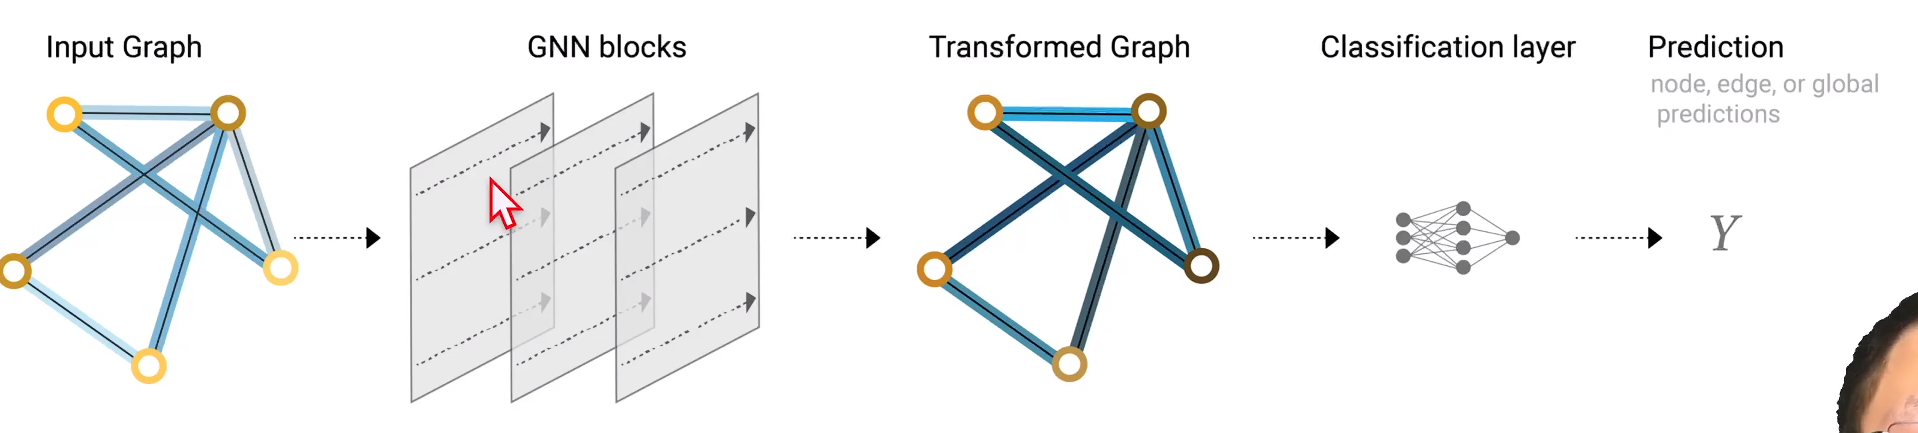 Input Graph
GNN blocks
Transformed Graph
Classification layer
Prediction
node, edge, or global
predictions
Y